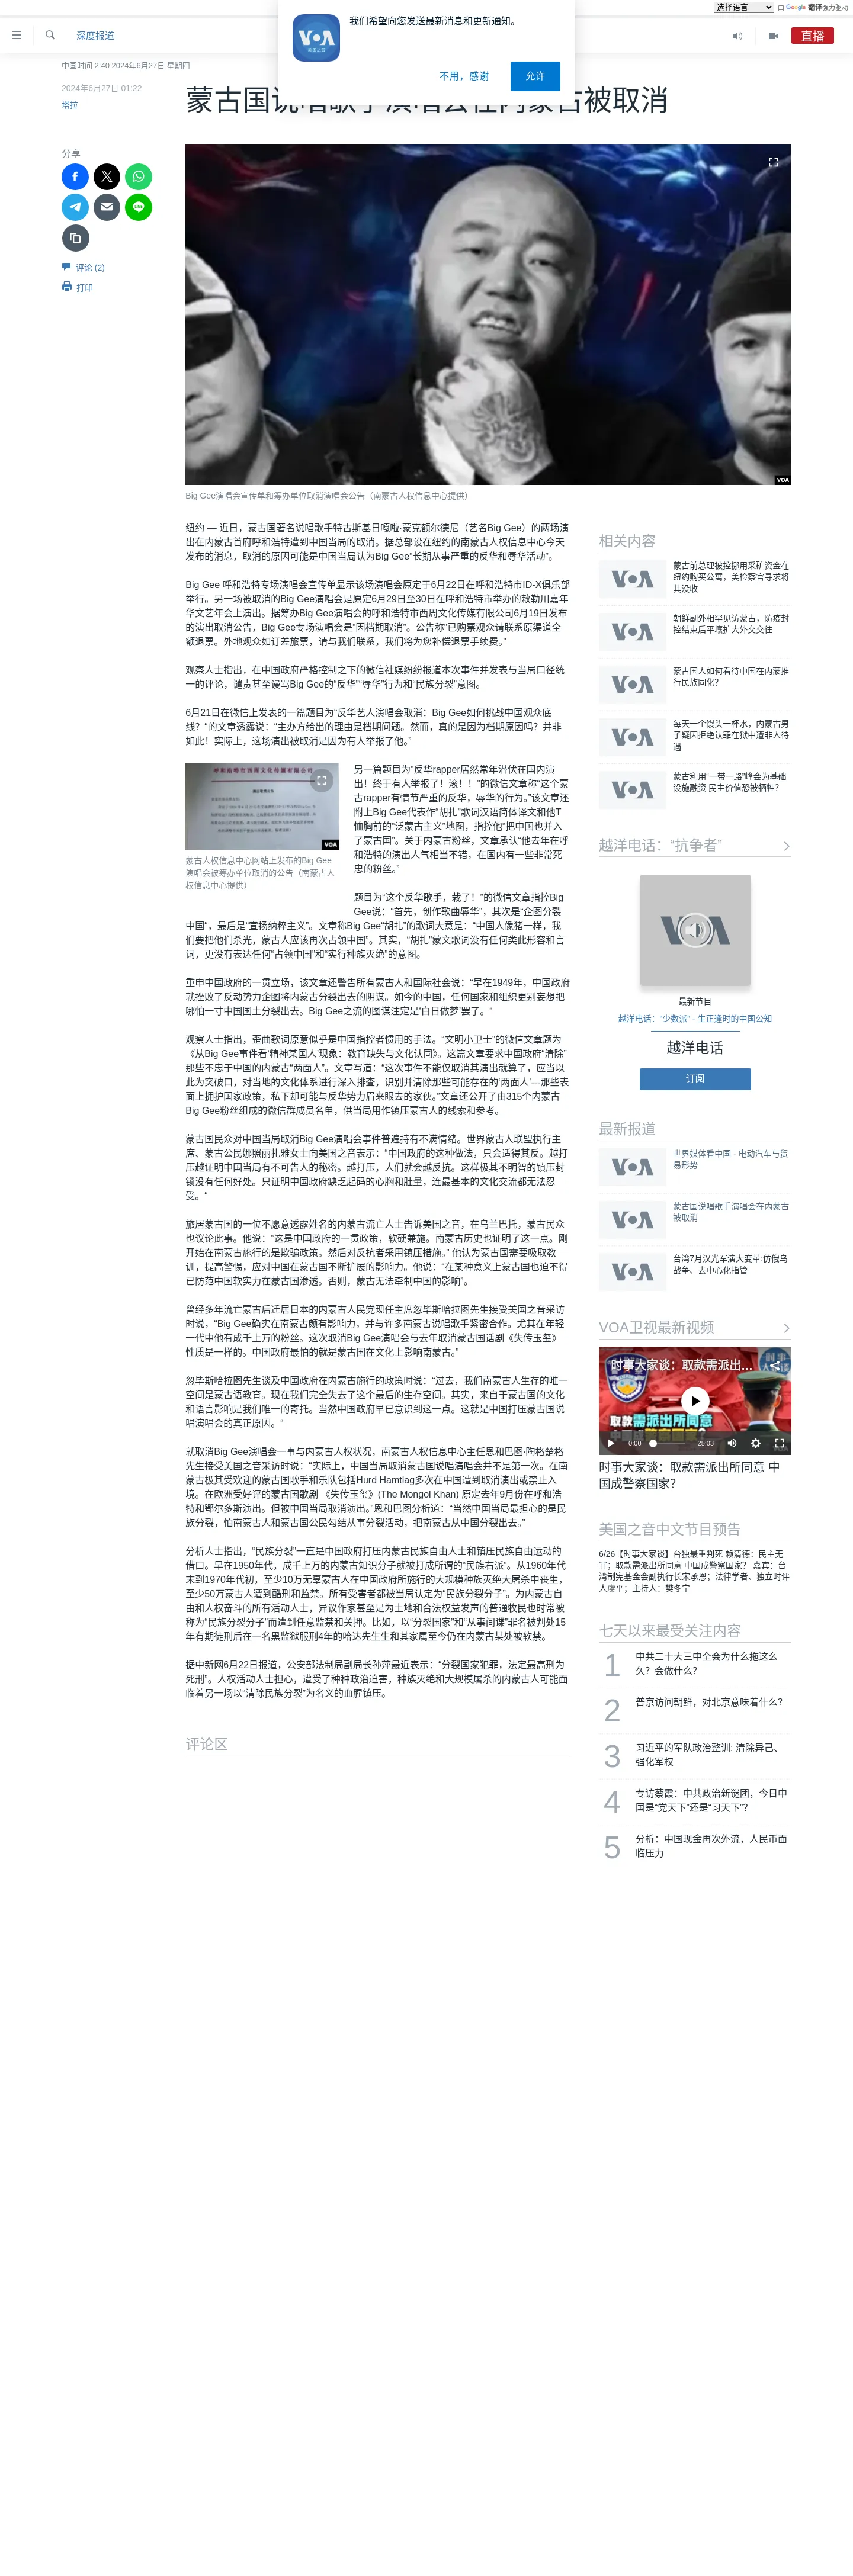 选择语言
由 Google 翻译强力驱动
深度报道
直播
VOA
美国之音
我们希望向您发送最新消息和更新通知。
不用，感谢
允许
中国时间 2:40 2024年6月27日 星期四
2024年6月27日 01:22
塔拉
蒙古国说唱歌手演唱会在内蒙古被取消
分享
LINE
评论 (2)
打印
VOA
Big Gee演唱会宣传单和筹办单位取消演唱会公告（南蒙古人权信息中心提供）
纽约 — 近日，蒙古国著名说唱歌手特古斯基日嘎啦·蒙克额尔德尼（艺名Big Gee）的两场演
出在内蒙古首府呼和浩特遭到中国当局的取消。据总部设在纽约的南蒙古人权信息中心今天
发布的消息，取消的原因可能是中国当局认为Big Gee“长期从事严重的反华和辱华活动”。
Big Gee 呼和浩特专场演唱会宣传单显示该场演唱会原定于6月22日在呼和浩特市ID-X俱乐部
举行。另一场被取消的Big Gee演唱会是原定6月29日至30日在呼和浩特市举办的敕勒川嘉年
华文艺年会上演出。据筹办Big Gee演唱会的呼和浩特市西周文化传媒有限公司6月19日发布
的演出取消公告，Big Gee专场演唱会是“因档期取消”。公告称“已购票观众请联系原渠道全
额退票。外地观众如订差旅票，请与我们联系，我们将为您补偿退票手续费。”
观察人士指出，在中国政府严格控制之下的微信社媒纷纷报道本次事件并发表与当局口径统
一的评论，谴责甚至谩骂Big Gee的“反华”“辱华”行为和“民族分裂”意图。
6月21日在微信上发表的一篇题目为“反华艺人演唱会取消：Big Gee如何挑战中国观众底
线？“的文章透露说：“主办方给出的理由是档期问题。然而，真的是因为档期原因吗？并非
如此！实际上，这场演出被取消是因为有人举报了他。”
呼和浩特市西周文化传媒有限公司
VOA
蒙古人权信息中心网站上发布的Big Gee
演唱会被筹办单位取消的公告（南蒙古人
权信息中心提供）
另一篇题目为“反华rapper居然常年潜伏在国内演
出！终于有人举报了！滚！！”的微信文章称“这个蒙
古rapper有情节严重的反华，辱华的行为。”该文章还
附上Big Gee代表作“胡扎”歌词汉语简体译文和他T
恤胸前的“泛蒙古主义”地图，指控他“把中国也并入
了蒙古国”。关于内蒙古粉丝，文章承认“他去年在呼
和浩特的演出人气相当不错，在国内有一些非常死
忠的粉丝。”
题目为“这个反华歌手，栽了！“的微信文章指控Big
Gee说：“首先，创作歌曲辱华”，其次是“企图分裂
中国“，最后是“宣扬纳粹主义”。文章称Big Gee“胡扎”的歌词大意是：“中国人像猪一样，我
们要把他们杀光，蒙古人应该再次占领中国”。其实，“胡扎”蒙文歌词没有任何类此形容和言
词，更没有表达任何“占领中国”和“实行种族灭绝”的意图。
重申中国政府的一贯立场，该文章还警告所有蒙古人和国际社会说：“早在1949年，中国政府
就挫败了反动势力企图将内蒙古分裂出去的阴谋。如今的中国，任何国家和组织更别妄想把
哪怕一寸中国国土分裂出去。Big Gee之流的图谋注定是‘白日做梦’罢了。“
观察人士指出，歪曲歌词原意似乎是中国指控者惯用的手法。“文明小卫士”的微信文章题为
《从Big Gee事件看‘精神某国人’现象：教育缺失与文化认同》。这篇文章要求中国政府“清除”
那些不忠于中国的内蒙古“两面人”。文章写道：“这次事件不能仅取消其演出就算了，应当以
此为突破口，对当地的文化体系进行深入排查，识别并清除那些可能存在的‘两面人’---那些表
面上拥护国家政策，私下却可能与反华势力眉来眼去的家伙。”文章还公开了由315个内蒙古
Big Gee粉丝组成的微信群成员名单，供当局用作镇压蒙古人的线索和参考。
蒙古国民众对中国当局取消Big Gee演唱会事件普遍持有不满情绪。世界蒙古人联盟执行主
席、蒙古公民娜照丽扎雅女士向美国之音表示：“中国政府的这种做法，只会适得其反。越打
压越证明中国当局有不可告人的秘密。越打压，人们就会越反抗。这样极其不明智的镇压封
锁没有任何好处。只证明中国政府缺乏起码的心胸和肚量，连最基本的文化交流都无法忍
受。“
旅居蒙古国的一位不愿意透露姓名的内蒙古流亡人士告诉美国之音，在乌兰巴托，蒙古民众
也议论此事。他说：“这是中国政府的一贯政策，软硬兼施。南蒙古历史也证明了这一点。刚
开始在南蒙古施行的是欺骗政策。然后对反抗者采用镇压措施。” 他认为蒙古国需要吸取教
训，提高警惕，应对中国在蒙古国不断扩展的影响力。他说：“在某种意义上蒙古国也迫不得
已防范中国软实力在蒙古国渗透。否则，蒙古无法牵制中国的影响”。
曾经多年流亡蒙古后迁居日本的内蒙古人民党现任主席忽毕斯哈拉图先生接受美国之音采访
时说，“Big Gee确实在南蒙古颇有影响力，并与许多南蒙古说唱歌手紧密合作。尤其在年轻
一代中他有成千上万的粉丝。这次取消Big Gee演唱会与去年取消蒙古国话剧《失传玉玺》
性质是一样的。中国政府最怕的就是蒙古国在文化上影响南蒙古。”
忽毕斯哈拉图先生谈及中国政府在内蒙古施行的政策时说：“过去，我们南蒙古人生存的唯一
空间是蒙古语教育。现在我们完全失去了这个最后的生存空间。其实，来自于蒙古国的文化
和语言影响是我们唯一的寄托。当然中国政府早已意识到这一点。这就是中国打压蒙古国说
唱演唱会的真正原因。“
就取消Big Gee演唱会一事与内蒙古人权状况，南蒙古人权信息中心主任恩和巴图·陶格楚格
先生接受美国之音采访时说：“实际上，中国当局取消蒙古国说唱演唱会并不是第一次。在南
蒙古极其受欢迎的蒙古国歌手和乐队包括Hurd Hamtlag多次在中国遭到取消演出或禁止入
境。在欧洲受好评的蒙古国歌剧 《失传玉玺》(The Mongol Khan) 原定去年9月份在呼和浩
特和鄂尔多斯演出。但被中国当局取消演出。”恩和巴图分析道：“当然中国当局最担心的是民
族分裂，怕南蒙古人和蒙古国公民勾结从事分裂活动，把南蒙古从中国分裂出去。”
分析人士指出，“民族分裂”一直是中国政府打压内蒙古民族自由人士和镇压民族自由运动的
借口。早在1950年代，成千上万的内蒙古知识分子就被打成所谓的“民族右派”。从1960年代
末到1970年代初，至少10万无辜蒙古人在中国政府所施行的大规模种族灭绝大屠杀中丧生，
至少50万蒙古人遭到酷刑和监禁。所有受害者都被当局认定为“民族分裂分子”。为内蒙古自
由和人权奋斗的所有活动人士，异议作家甚至是为土地和合法权益发声的普通牧民也时常被
称为“民族分裂分子”而遭到任意监禁和关押。比如，以“分裂国家”和“从事间谍”罪名被判处15
年有期徒刑后在一名黑监狱服刑4年的哈达先生生和其家属至今仍在内蒙古某处被软禁。
据中新网6月22日报道，公安部法制局副局长孙萍最近表示：“分裂国家犯罪，法定最高刑为
死刑”。人权活动人士担心，遭受了种种政治迫害，种族灭绝和大规模屠杀的内蒙古人可能面
临着另一场以“清除民族分裂”为名义的血腥镇压。
评论区
相关内容
VOA
蒙古前总理被控挪用采矿资金在
纽约购买公寓，美检察官寻求将
其没收
VOA
朝鲜副外相罕见访蒙古，防疫封
控结束后平壤扩大外交交往
VOA
蒙古国人如何看待中国在内蒙推
行民族同化？
VOA
每天一个馒头一杯水，内蒙古男
子疑因拒绝认罪在狱中遭非人待
遇
VOA
蒙古利用“一带一路”峰会为基础
设施融资 民主价值恐被牺牲？
越洋电话：“抗争者”
VOA
最新节目
越洋电话：“少数派” - 生正逢时的中国公知
越洋电话
订阅
最新报道
VOA
世界媒体看中国 - 电动汽车与贸
易形势
VOA
蒙古国说唱歌手演唱会在内蒙古
被取消
VOA
台湾7月汉光军演大变革:仿俄乌
战争、去中心化指管
VOA卫视最新视频
时事大家谈：取款需派出…
取款需派出所同意
0:00
25:03
时事大家谈：取款需派出所同意 中
国成警察国家？
美国之音中文节目预告
6/26【时事大家谈】台独最重判死 赖清德：民主无
罪；取款需派出所同意 中国成警察国家？ 嘉宾：台
湾制宪基金会副执行长宋承恩；法律学者、独立时评
人虞平；主持人：樊冬宁
七天以来最受关注内容
1
中共二十大三中全会为什么拖这么
久？会做什么？
2
普京访问朝鲜，对北京意味着什么？
3
习近平的军队政治整训: 清除异己、
强化军权
4
专访蔡霞：中共政治新谜团，今日中
国是“党天下”还是“习天下”？
5
分析：中国现金再次外流，人民币面
临压力